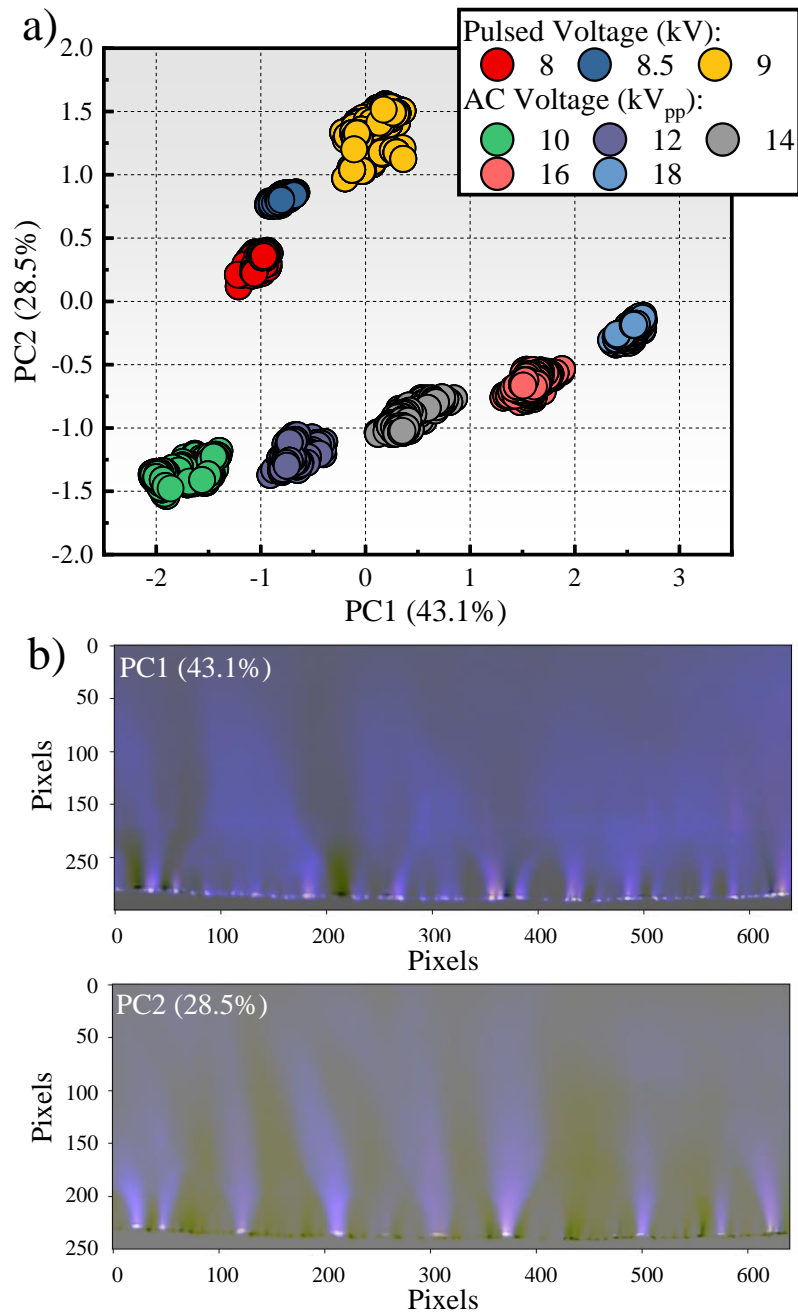 a)
Pulsed Voltage (kV):
8 8.5 9
AC Voltage (kVpp):
10 12 14
16 18
2.0
1.5
1.0
0.5
0.0
-0.5
-1.0
-1.5
-2.0
PC2 (28.5%)
-2 -1 0 1 2 3
PC1 (43.1%)
b)
PC1 (43.1%)
0
50
100
150
250
Pixels
0 100 200 300 400 500 600
Pixels
PC2 (28.5%)
0
50
100
150
200
250
Pixels
0 100 200 300 400 500 600
Pixels